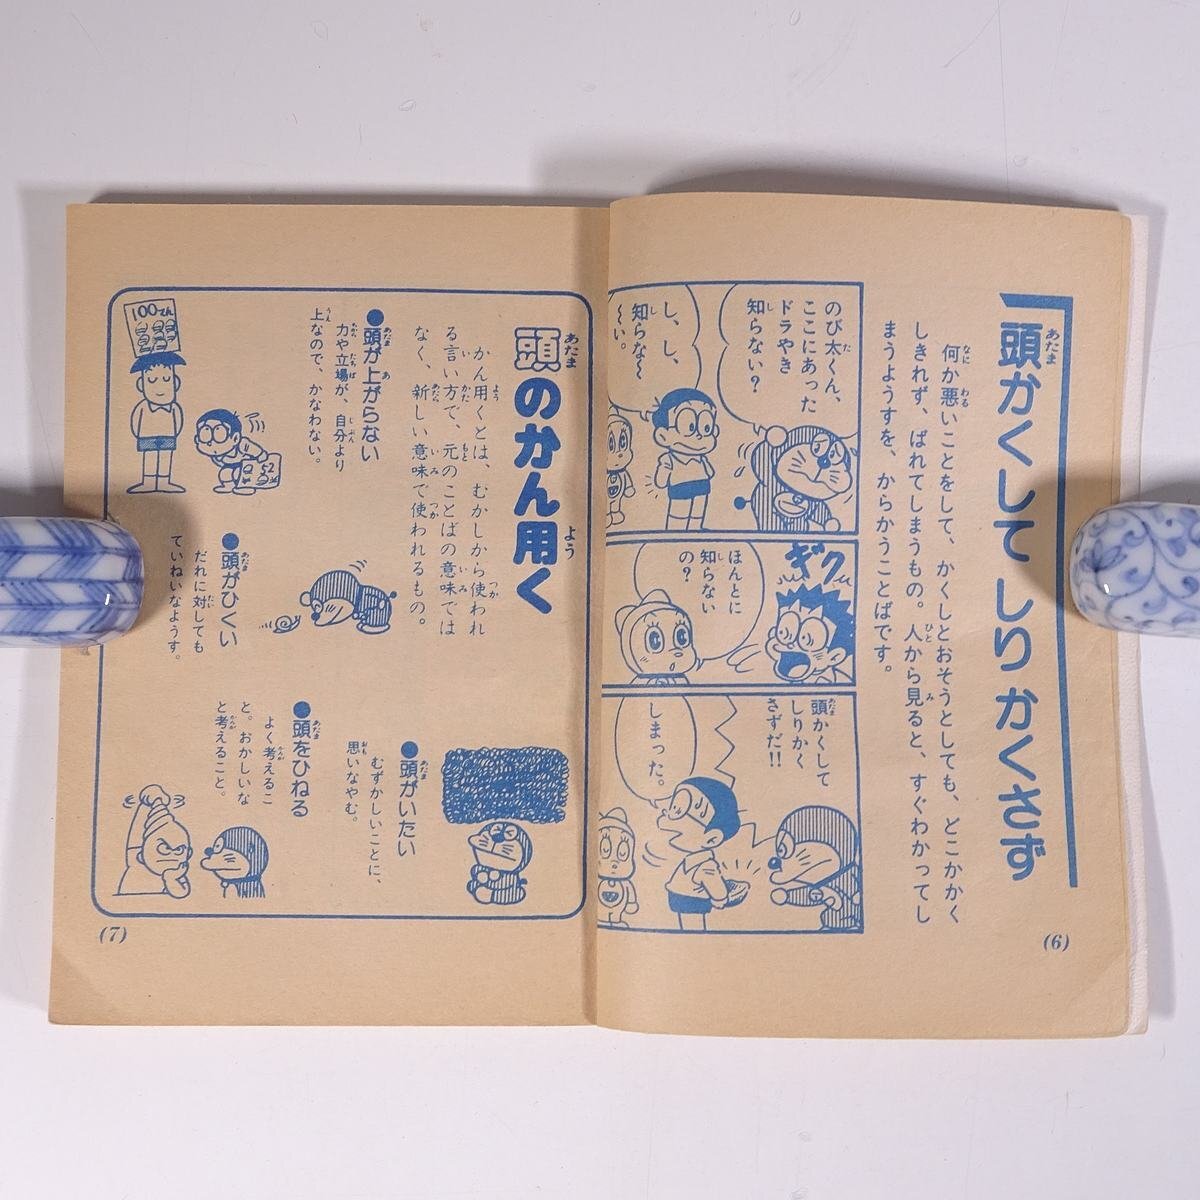 頭かくしてしりかくさず
何か悪いことをして、かくしとおそうとしても、どこかかく
しきれず、ばれてしまうもの。人から見ると、すぐわかってし
まうようすを、からかうことばです。
のび太くん、
ここにあった
ドラやき
知らない?
し、し、
知らな〜
〜い。
ギク
ほんとに
知らない
の?
頭かくして
しりかく
さずだ!!
しまった。
(6)
頭のかん用く
かん用くとは、むかしから使われ
る言い方で、元のことばの意味では
なく、新しい意味で使われるもの。
●頭が上がらない
力や立場が、自分より
上なので、かなわない。
100てん
52
●頭がひくい
だれに対しても
ていねいなようす。
●頭がいたい
むずかしいことに、
思いなやむ。
●頭をひねる
よく考えるこ
と。おかしいな
と考えること。
(7)